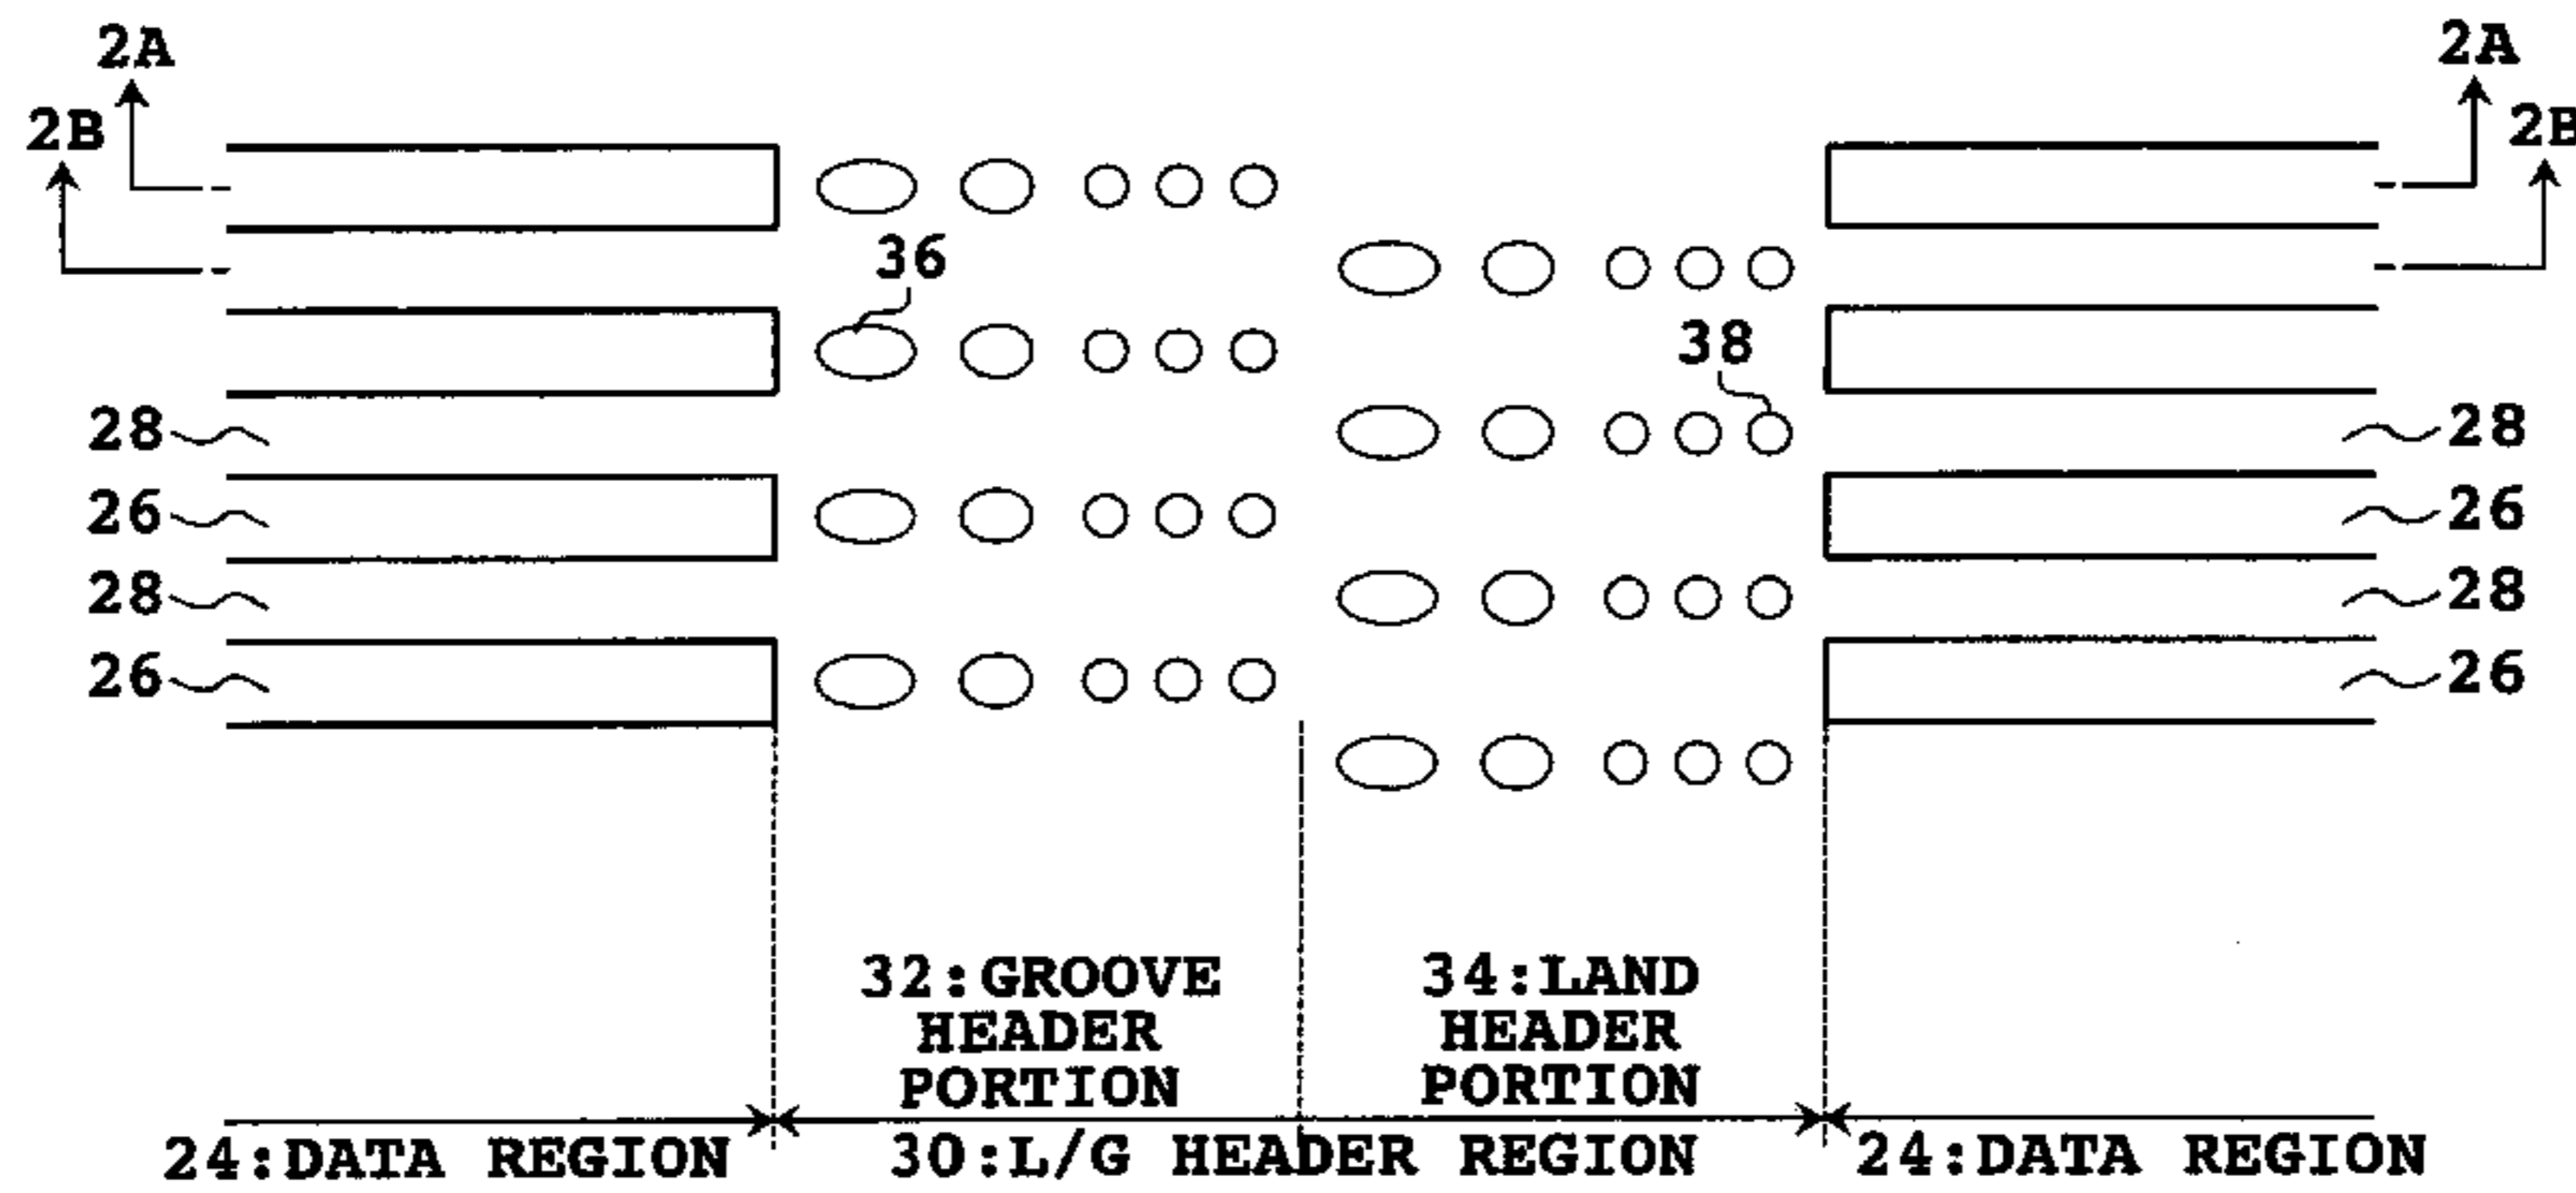 2A
2A
2B
2B
36
38
28
28
26
26
28
28
26
26
32:GROOVE
HEADER
PORTION
34:LAND
HEADER
PORTION
24:DATA REGION
30:L/G HEADER REGION
24:DATA REGION